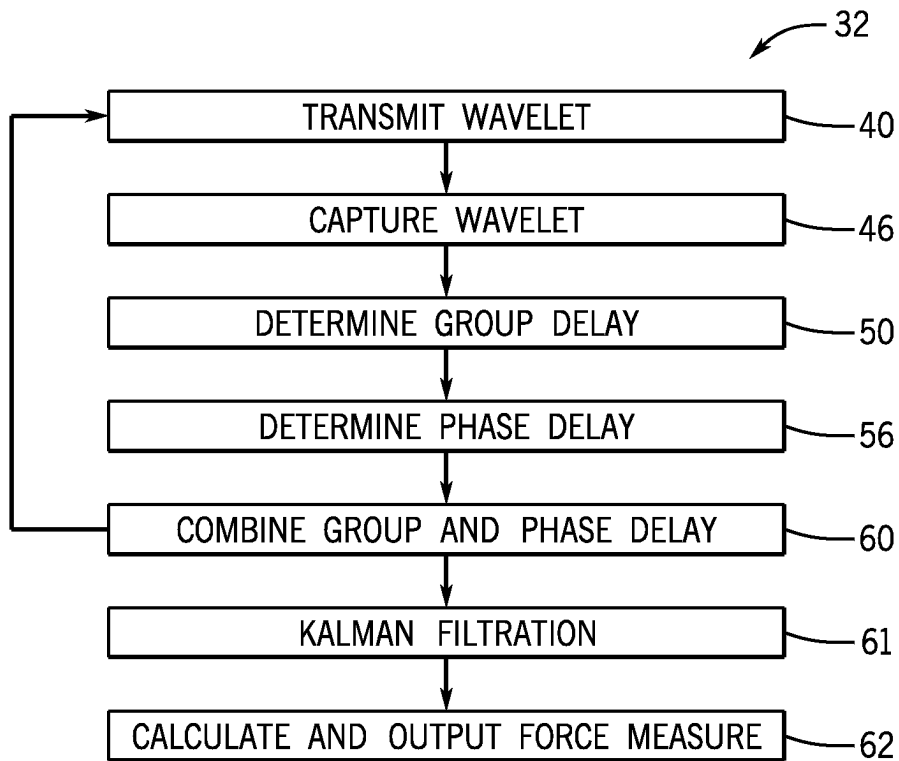 32
TRANSMIT WAVELET 40
CAPTURE WAVELET 46
DETERMINE GROUP DELAY 50
DETERMINE PHASE DELAY 56
COMBINE GROUP AND PHASE DELAY 60
KALMAN FILTRATION 61
CALCULATE AND OUTPUT FORCE MEASURE 62